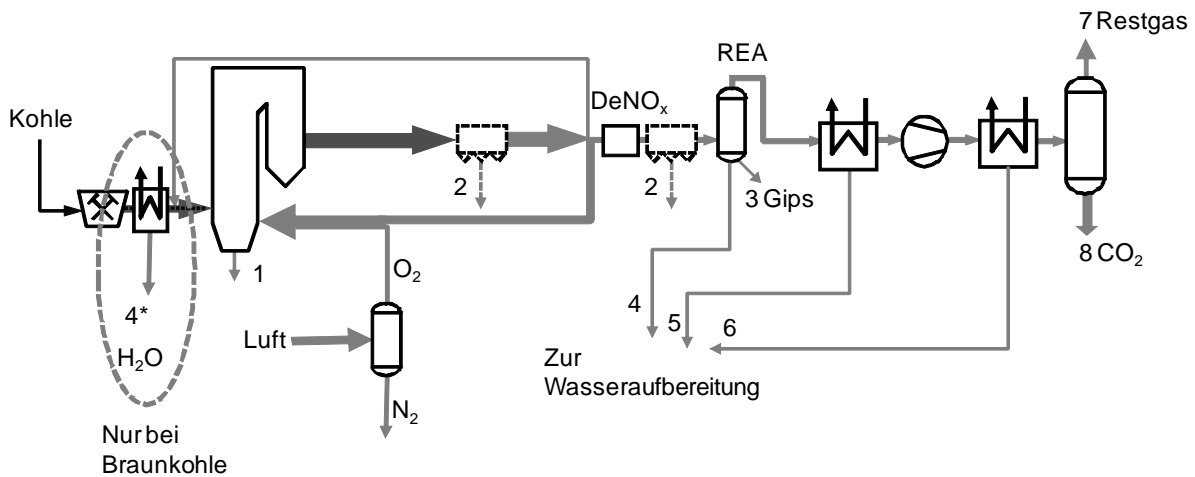 7 Restgas
REA
DeNOₓ
Kohle
2
2
3 Gips
8 CO₂
1
O₂
4*
H₂O
4
5
6
Luft
Zur
Wasseraufbereitung
N₂
Nur bei
Braunkohle